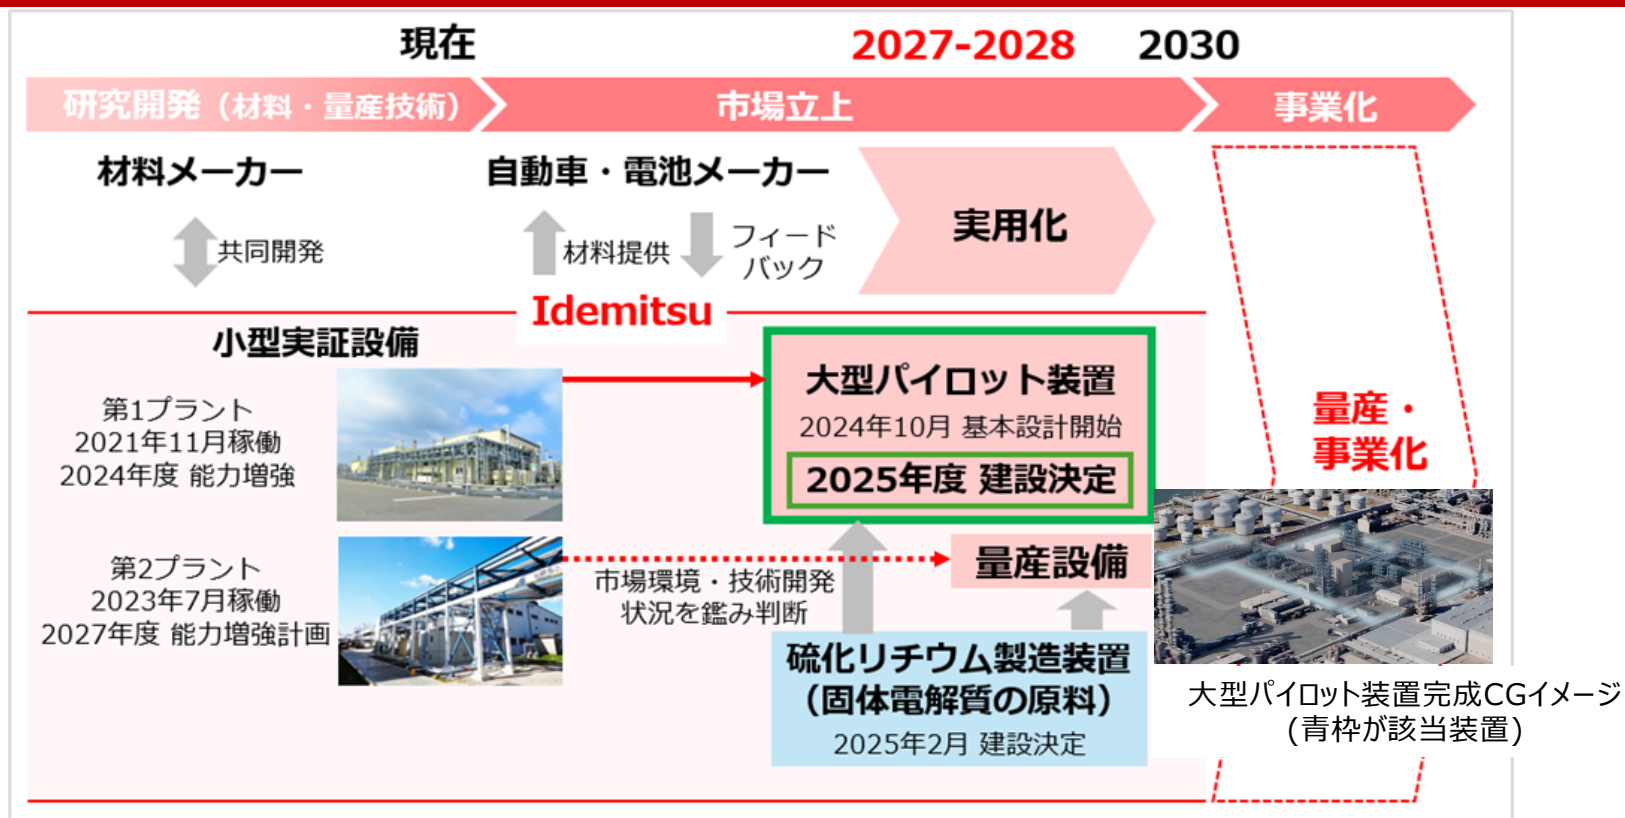 現在
2027-2028
2030
研究開発（材料・量産技術）
市場立上
事業化
材料メーカー
自動車・電池メーカー
実用化
共同開発
材料提供
フィード
バック
Idemitsu
小型実証設備
第1プラント
2021年11月稼働
2024年度 能力増強
大型パイロット装置
2024年10月 基本設計開始
2025年度 建設決定
量産・
事業化
第2プラント
2023年7月稼働
2027年度 能力増強計画
市場環境・技術開発
状況を鑑み判断
量産設備
硫化リチウム製造装置
(固体電解質の原料)
2025年2月 建設決定
大型パイロット装置完成CGイメージ
(青枠が該当装置)